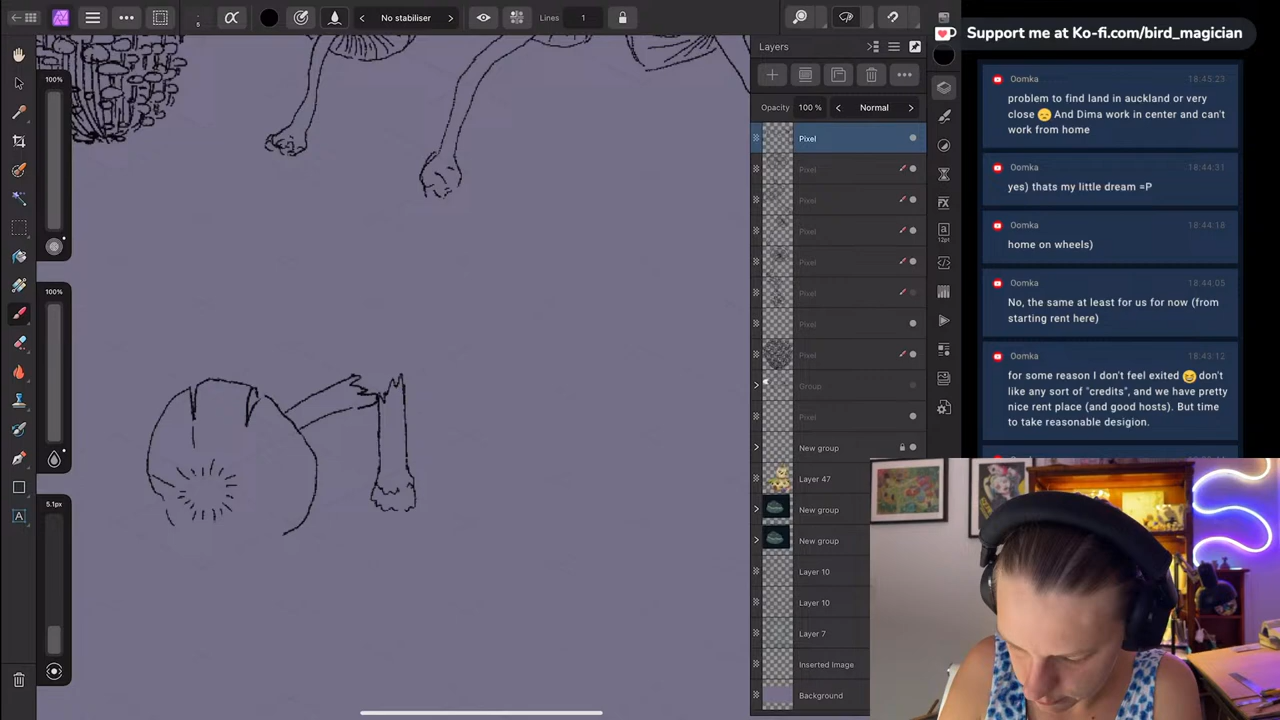 No stabiliser
Lines
1
100%
5
Support me at Ko-fi.com/bird_magician
Layers
Opacity 100 % Normal
Pixel
Pixel
Pixel
Pixel
Pixel
Pixel
Pixel
Pixel
Group
Pixel
New group
Layer 47
New group
New group
Layer 10
Layer 10
Layer 7
Inserted Image
Background
100%
5.1px
A
FX
a
12pt
Oomka 18:45:23
problem to find land in auckland or very
close 😞 And Dima work in center and can't
work from home
Oomka 18:44:31
yes) thats my little dream =P
Oomka 18:44:18
home on wheels)
Oomka 18:44:05
No, the same at least for us for now (from
starting rent here)
Oomka 18:43:12
for some reason I don't feel exited 😆 don't
like any sort of "credits", and we have pretty
nice rent place (and good hosts). But time
to take reasonable desigion.